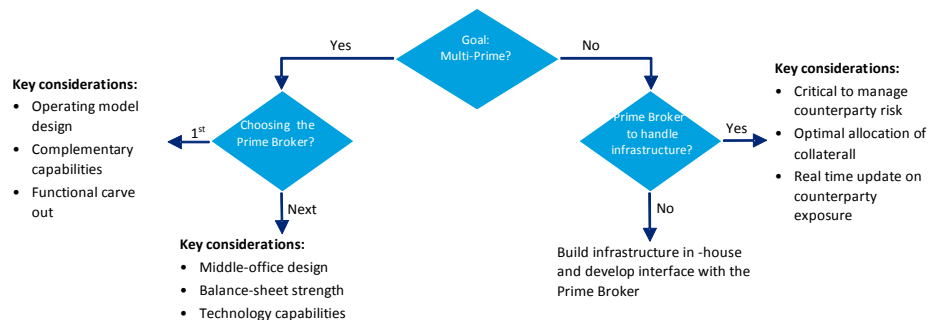 Goal:
Multi-Prime?
Yes
No
Key considerations:
• Operating model
design
• Complementary
capabilities
• Functional carve
out
1st
Choosing the
Prime Broker?
Next
Key considerations:
• Middle-office design
• Balance-sheet strength
• Technology capabilities
Prime Broker
to handle
infrastructure?
Yes
Key considerations:
• Critical to manage
counterparty risk
• Optimal allocation of
collaterall
• Real time update on
counterparty
exposure
No
Build infrastructure in -house
and develop interface with the
Prime Broker